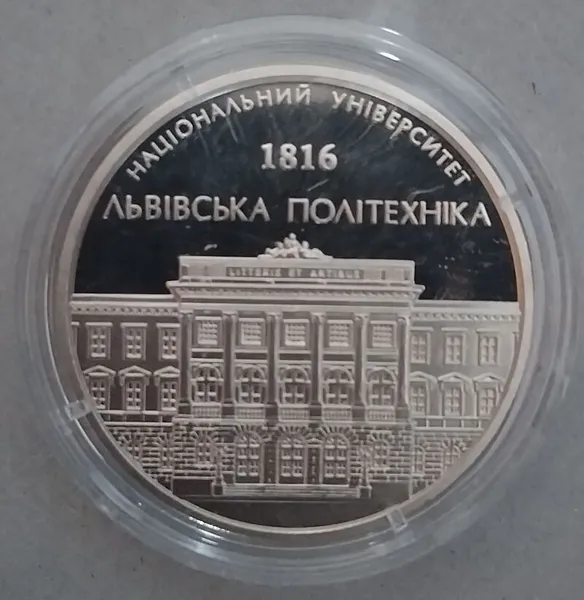 НАЦІОНАЛЬНИЙ УНІВЕРСИТЕТ
1816
ЛЬВІВСЬКА ПОЛІТЕХНІКА
LITTERIS ET ARTIBUS